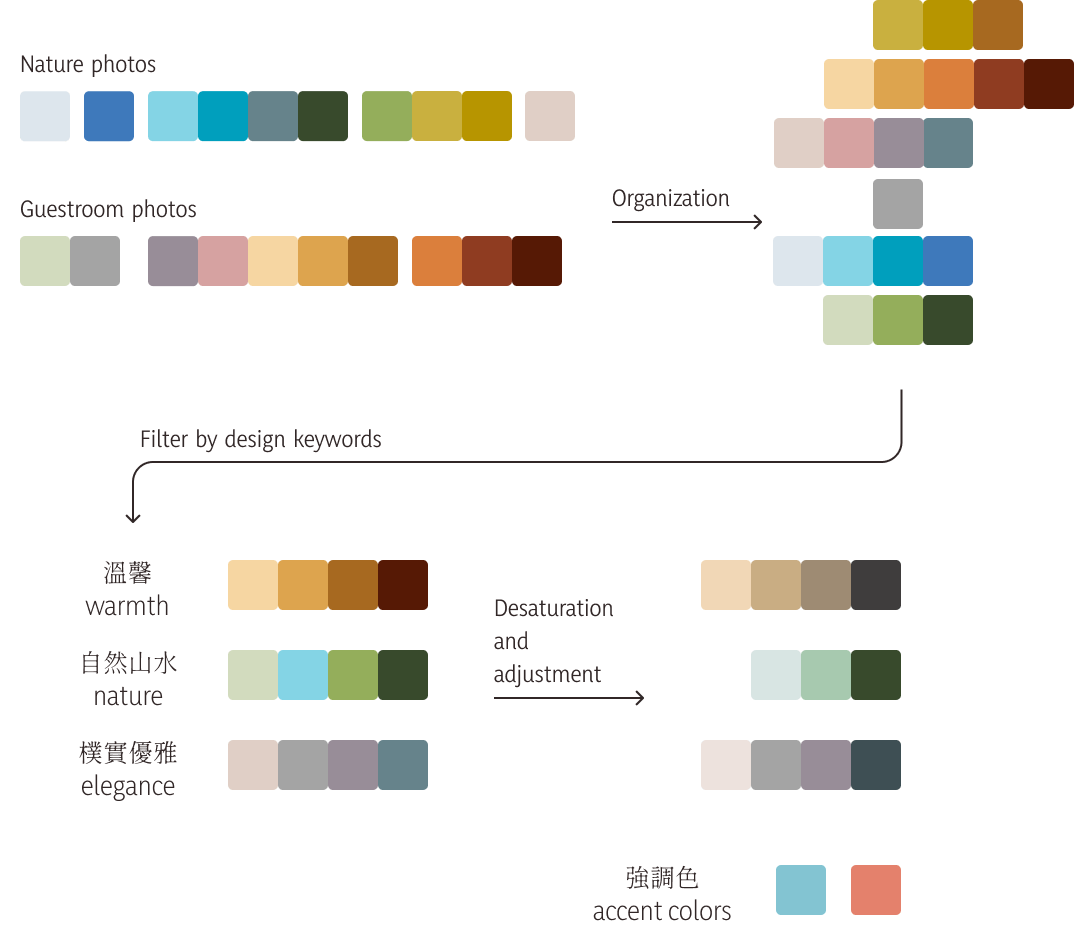 Nature photos
Guestroom photos
Organization
Filter by design keywords
溫馨
warmth
自然山水
nature
樸實優雅
elegance
Desaturation
and
adjustment
強調色
accent colors